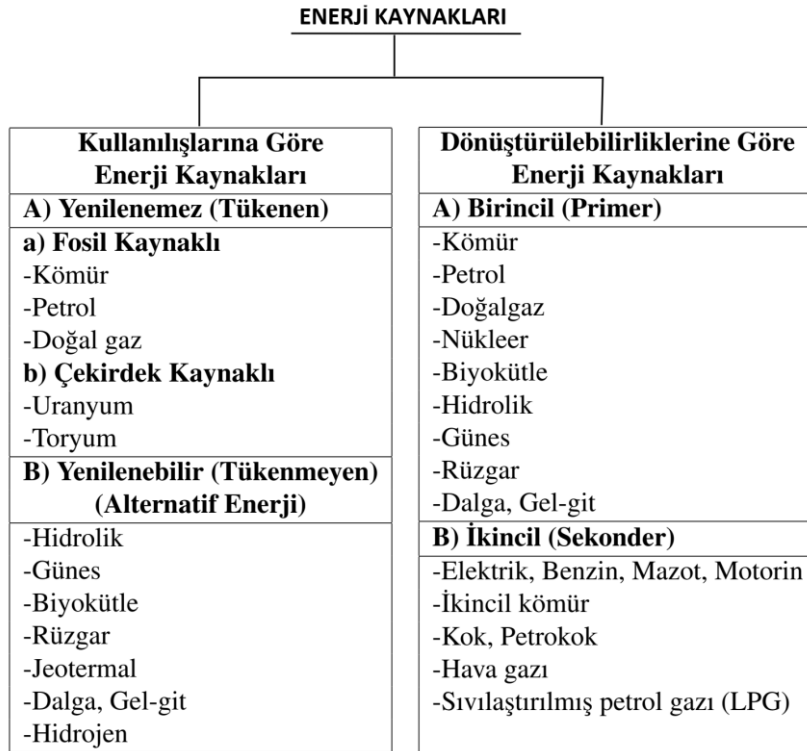 ENERJİ KAYNAKLARI
Kullanılışlarına Göre
Enerji Kaynakları
A) Yenilenemez (Tükenen)
a) Fosil Kaynaklı
-Kömür
-Petrol
-Doğal gaz
b) Çekirdek Kaynaklı
-Uranyum
-Toryum
B) Yenilenebilir (Tükenmeyen)
(Alternatif Enerji)
-Hidrolik
-Günes
-Biyokütle
-Rüzgar
-Jeotermal
-Dalga, Gel-git
-Hidrojen
Dönüştürülebilirliklerine Göre
Enerji Kaynakları
A) Birincil (Primer)
-Kömür
-Petrol
-Doğalgaz
-Nükleer
-Biyokütle
-Hidrolik
-Günes
-Rüzgar
-Dalga, Gel-git
B) İkincil (Sekonder)
-Elektrik, Benzin, Mazot, Motorin
-İkincil kömür
-Kok, Petrokok
-Hava gazı
-Sıvılaştırılmış petrol gazı (LPG)